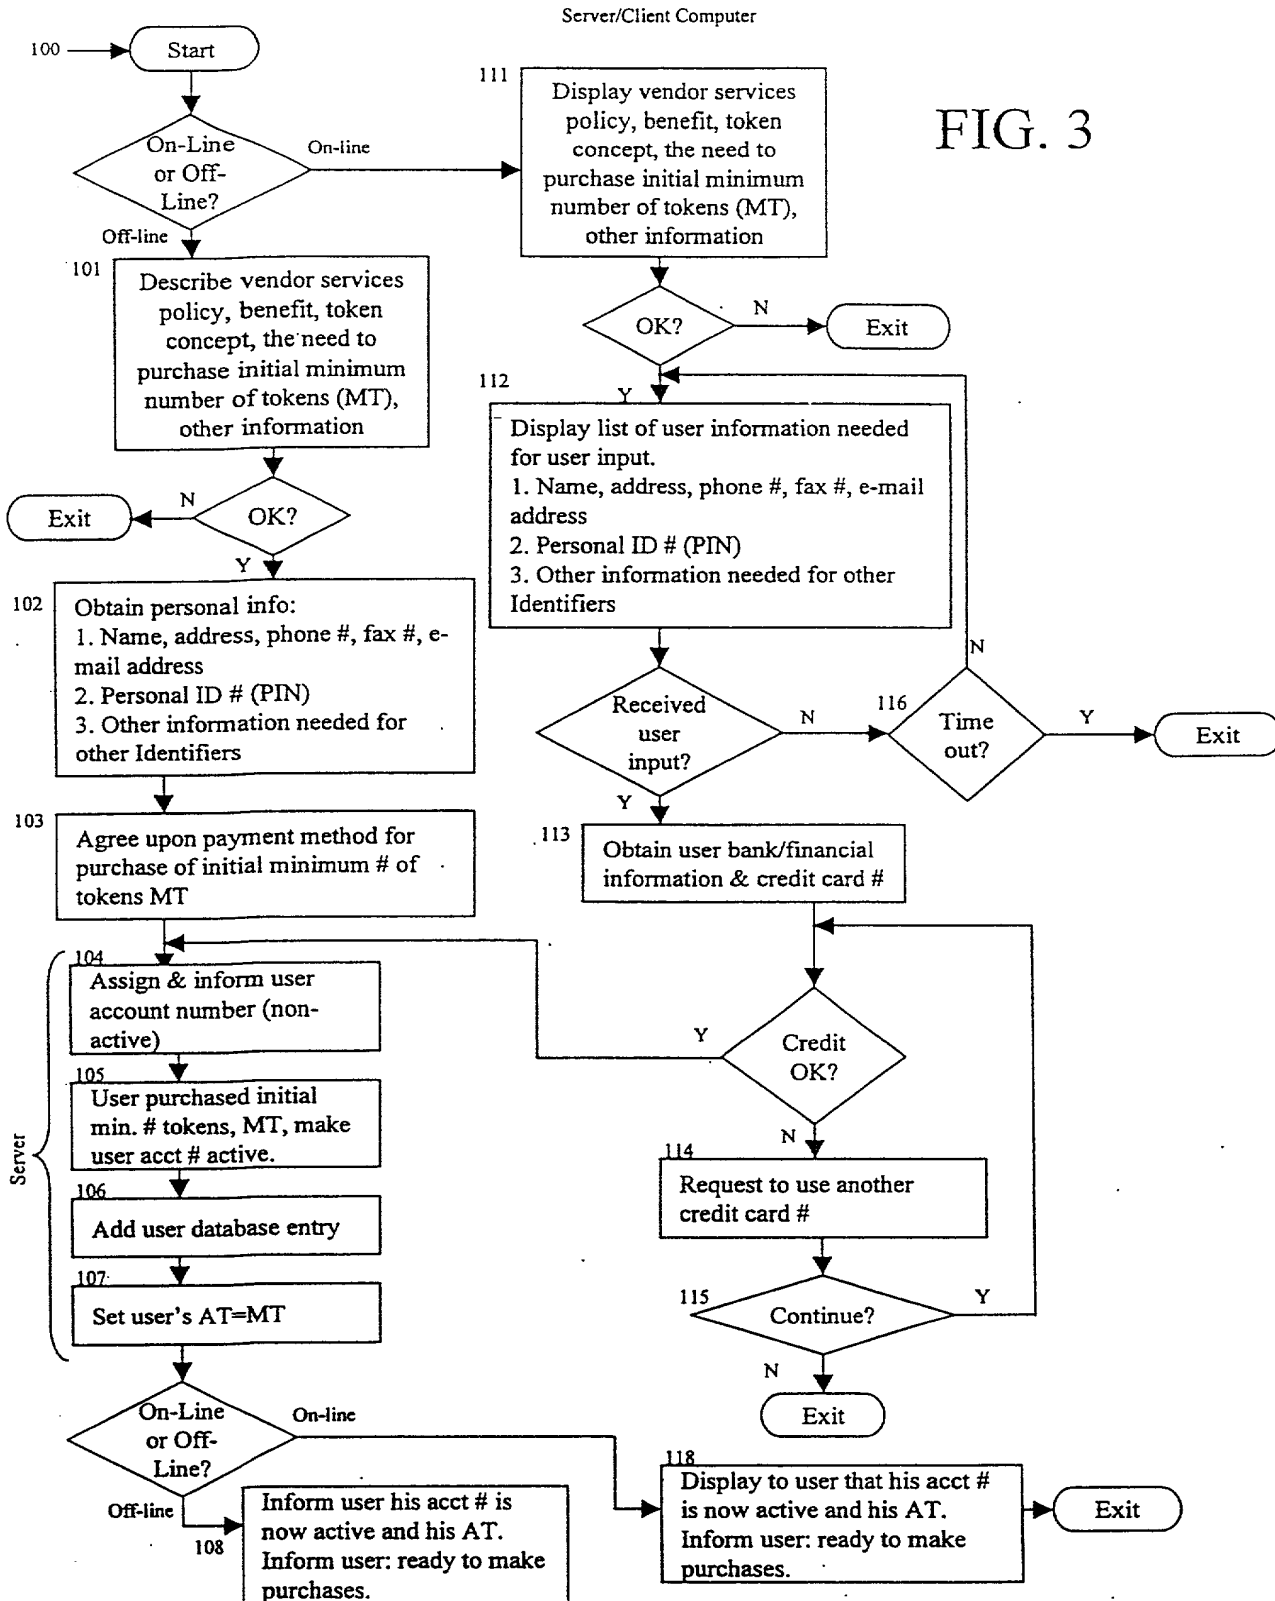 Server/Client Computer
FIG. 3
100
Start
On-Line
or Off-
Line?
On-line
Off-line
111
Display vendor services
policy, benefit, token
concept, the need to
purchase initial minimum
number of tokens (MT),
other information
101
Describe vendor services
policy, benefit, token
concept, the need to
purchase initial minimum
number of tokens (MT),
other information
OK?
N
Exit
Y
OK?
N
Exit
Y
112
Display list of user information needed
for user input.
1. Name, address, phone #, fax #, e-mail
address
2. Personal ID # (PIN)
3. Other information needed for other
Identifiers
102
Obtain personal info:
1. Name, address, phone #, fax #, e-
mail address
2. Personal ID # (PIN)
3. Other information needed for
other Identifiers
Received
user
input?
N
Y
116
Time
out?
N
Y
Exit
103
Agree upon payment method for
purchase of initial minimum # of
tokens MT
113
Obtain user bank/financial
information & credit card #
Server
104
Assign & inform user
account number (non-
active)
Credit
OK?
Y
N
105
User purchased initial
min. # tokens, MT, make
user acct # active.
114
Request to use another
credit card #
106
Add user database entry
107
Set user's AT=MT
115
Continue?
Y
N
Exit
On-Line
or Off-
Line?
On-line
Off-line
108
Inform user his acct # is
now active and his AT.
Inform user: ready to make
purchases.
118
Display to user that his acct #
is now active and his AT.
Inform user: ready to make
purchases.
Exit